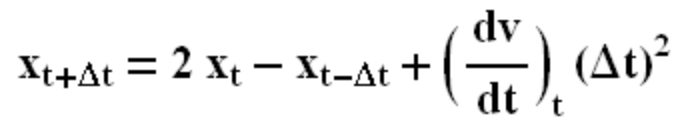 x_{t+Δt} = 2 x_t − x_{t−Δt} + (dv/dt)_t (Δt)^2